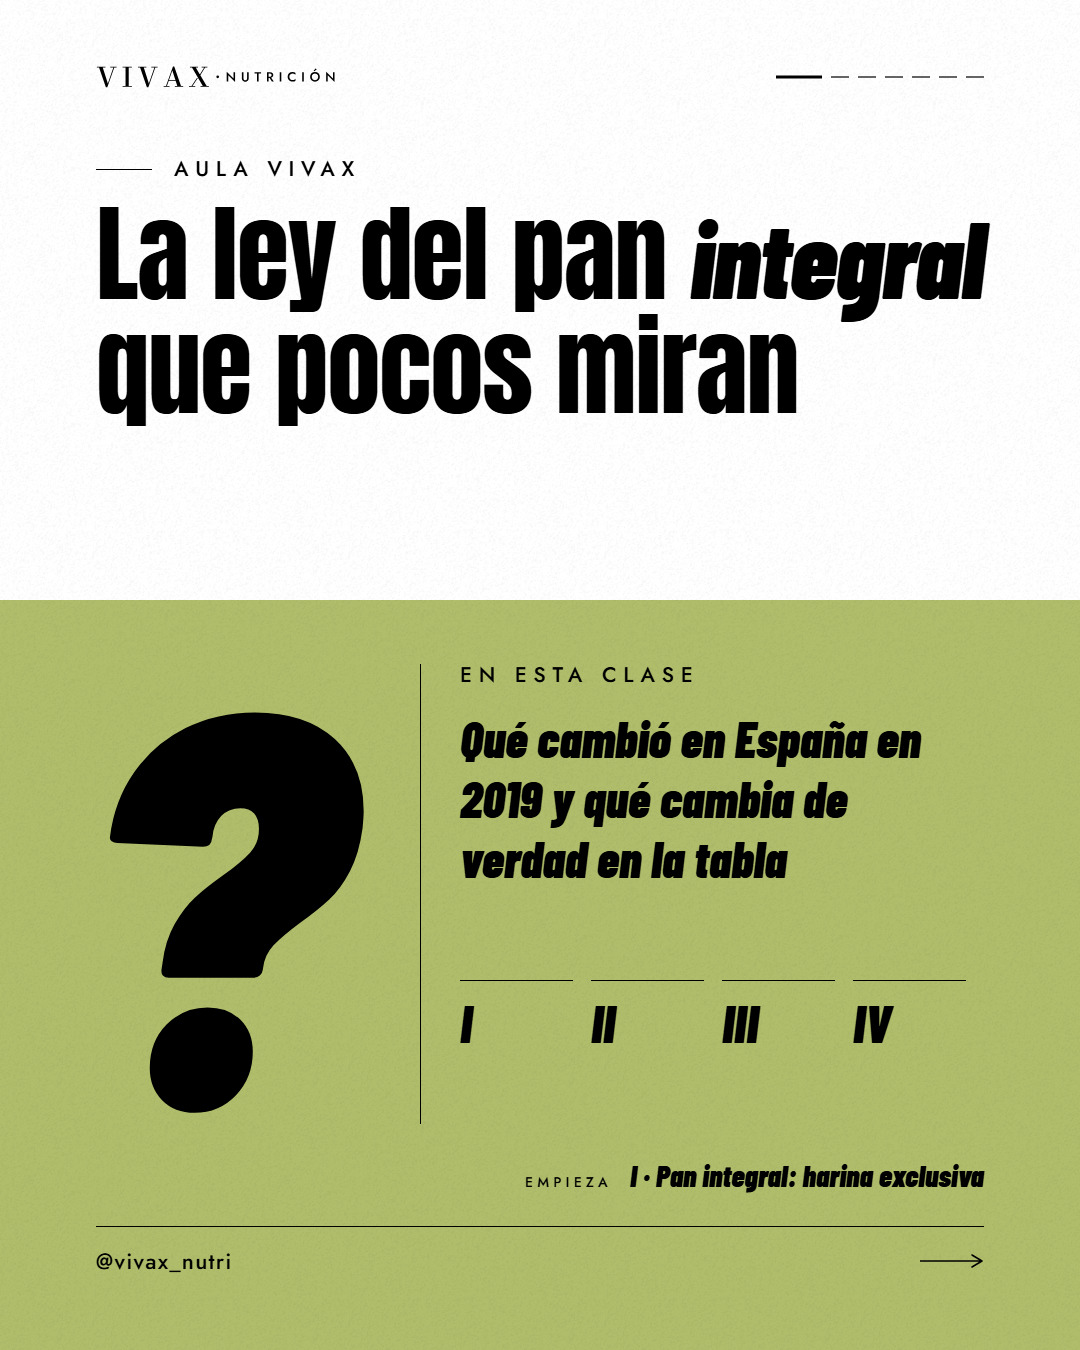 VIVAX·NUTRICIÓN
AULA VIVAX
La ley del pan integral
que pocos miran
?
EN ESTA CLASE
Qué cambió en España en
2019 y qué cambia de
verdad en la tabla
I II III IV
EMPIEZA I · Pan integral: harina exclusiva
@vivax_nutri